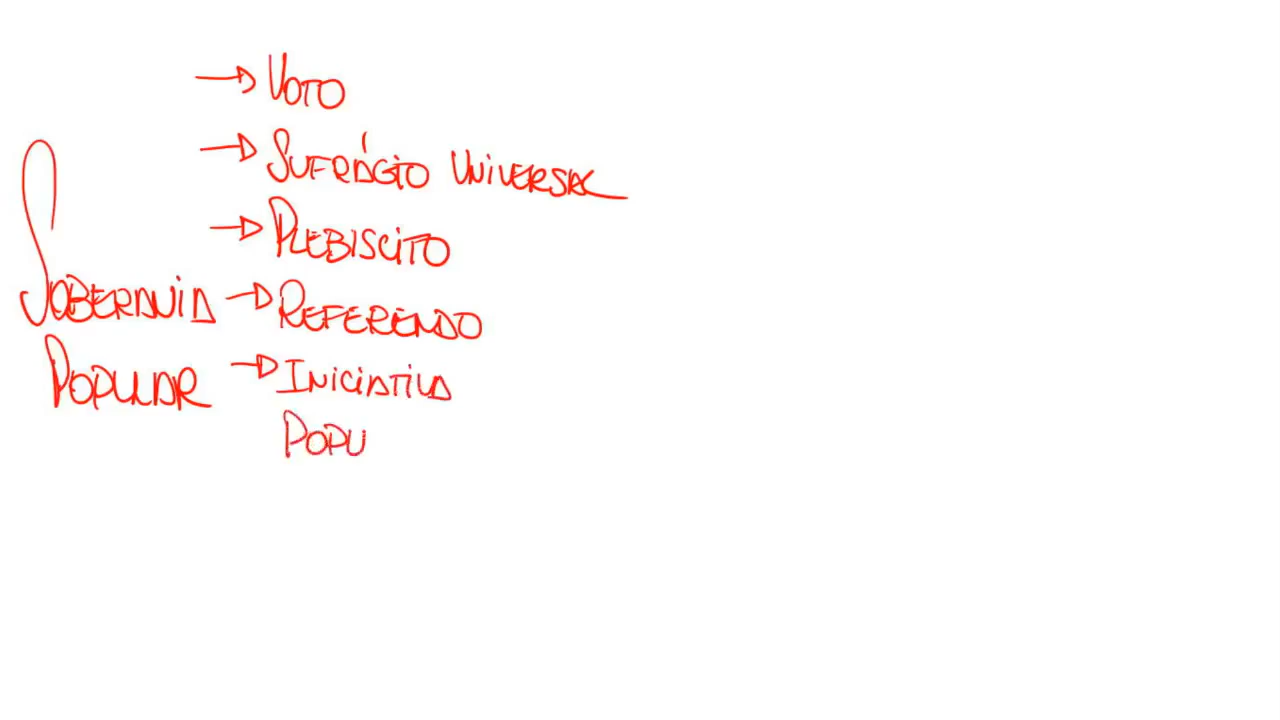 → VOTO
→ SUFRÁGIO UNIVERSAL
→ PLEBISCITO
SOBERANIA → REFERENDO
POPULAR → INICIATIVA
POPU